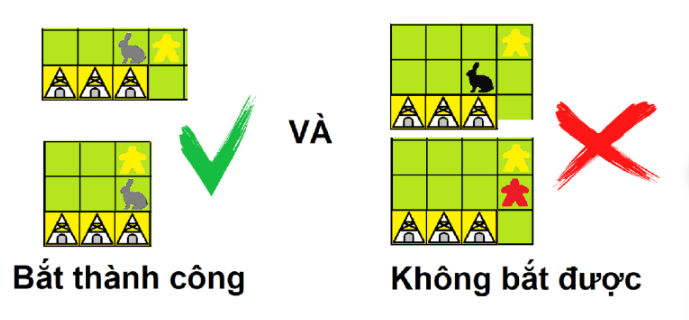 VÀ
Bắt thành công
Không bắt được